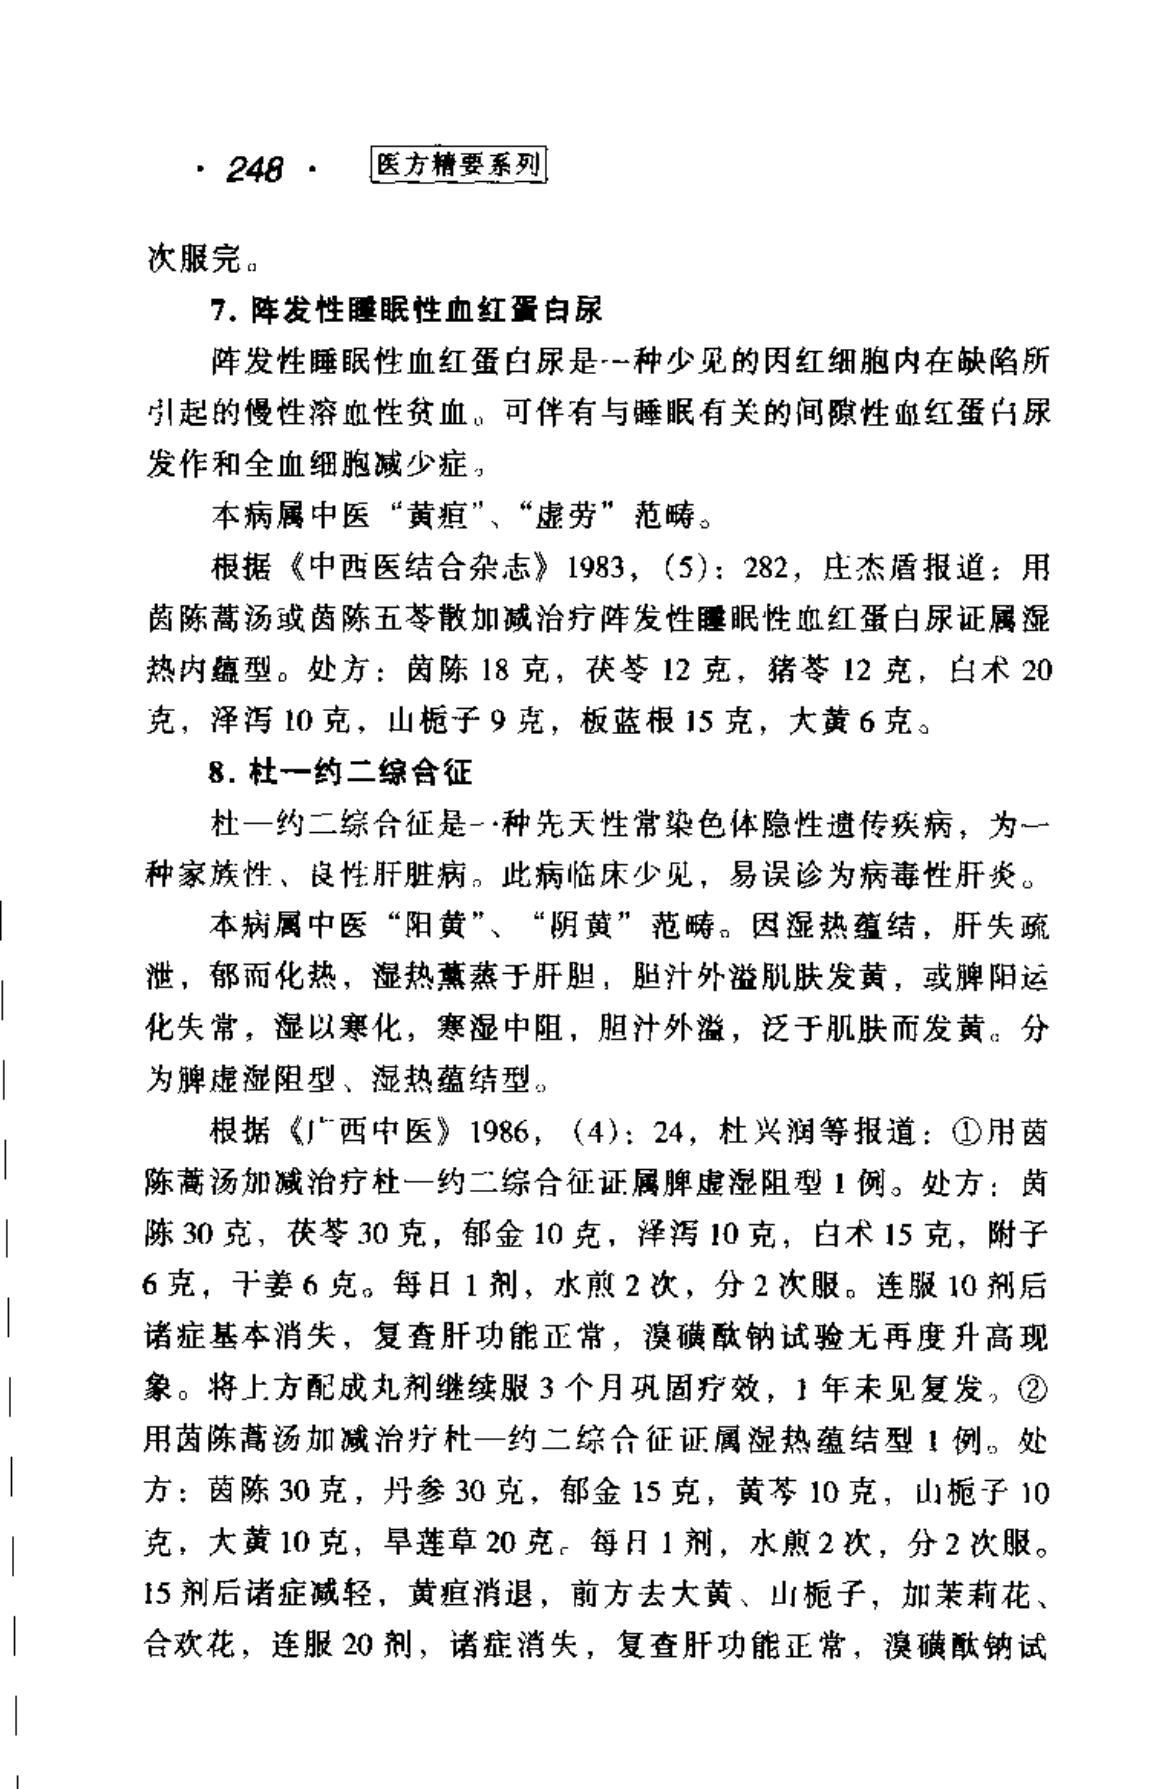 · 248 · 医方精要系列
次服完。
7. 阵发性睡眠性血红蛋白尿
阵发性睡眠性血红蛋白尿是一种少见的因红细胞内在缺陷所
引起的慢性溶血性贫血。可伴有与睡眠有关的间隙性血红蛋白尿
发作和全血细胞减少症。
本病属中医“黄疸”、“虚劳”范畴。
根据《中西医结合杂志》1983，（5）：282，庄杰盾报道：用
茵陈蒿汤或茵陈五苓散加减治疗阵发性睡眠性血红蛋白尿证属湿
热内蕴型。处方：茵陈 18 克，茯苓 12 克，猪苓 12 克，白术 20
克，泽泻 10 克，山栀子 9 克，板蓝根 15 克，大黄 6 克。
8. 杜—约二综合征
杜—约二综合征是一种先天性常染色体隐性遗传疾病，为一
种家族性、良性肝脏病。此病临床少见，易误诊为病毒性肝炎。
本病属中医“阳黄”、“阴黄”范畴。因湿热蕴结，肝失疏
泄，郁而化热，湿热薰蒸于肝胆，胆汁外溢肌肤发黄，或脾阳运
化失常，湿以寒化，寒湿中阻，胆汁外溢，泛于肌肤而发黄。分
为脾虚湿阻型、湿热蕴结型。
根据《广西中医》1986，（4）：24，杜兴润等报道：①用茵
陈蒿汤加减治疗杜—约二综合征证属脾虚湿阻型 1 例。处方：茵
陈 30 克，茯苓 30 克，郁金 10 克，泽泻 10 克，白术 15 克，附子
6 克，干姜 6 克。每日 1 剂，水煎 2 次，分 2 次服。连服 10 剂后
诸症基本消失，复查肝功能正常，溴磺酞钠试验无再度升高现
象。将上方配成丸剂继续服 3 个月巩固疗效，1 年未见复发。②
用茵陈蒿汤加减治疗杜—约二综合征证属湿热蕴结型 1 例。处
方：茵陈 30 克，丹参 30 克，郁金 15 克，黄芩 10 克，山栀子 10
克，大黄 10 克，旱莲草 20 克。每日 1 剂，水煎 2 次，分 2 次服。
15 剂后诸症减轻，黄疸消退，前方去大黄、山栀子，加茉莉花、
合欢花，连服 20 剂，诸症消失，复查肝功能正常，溴磺酞钠试